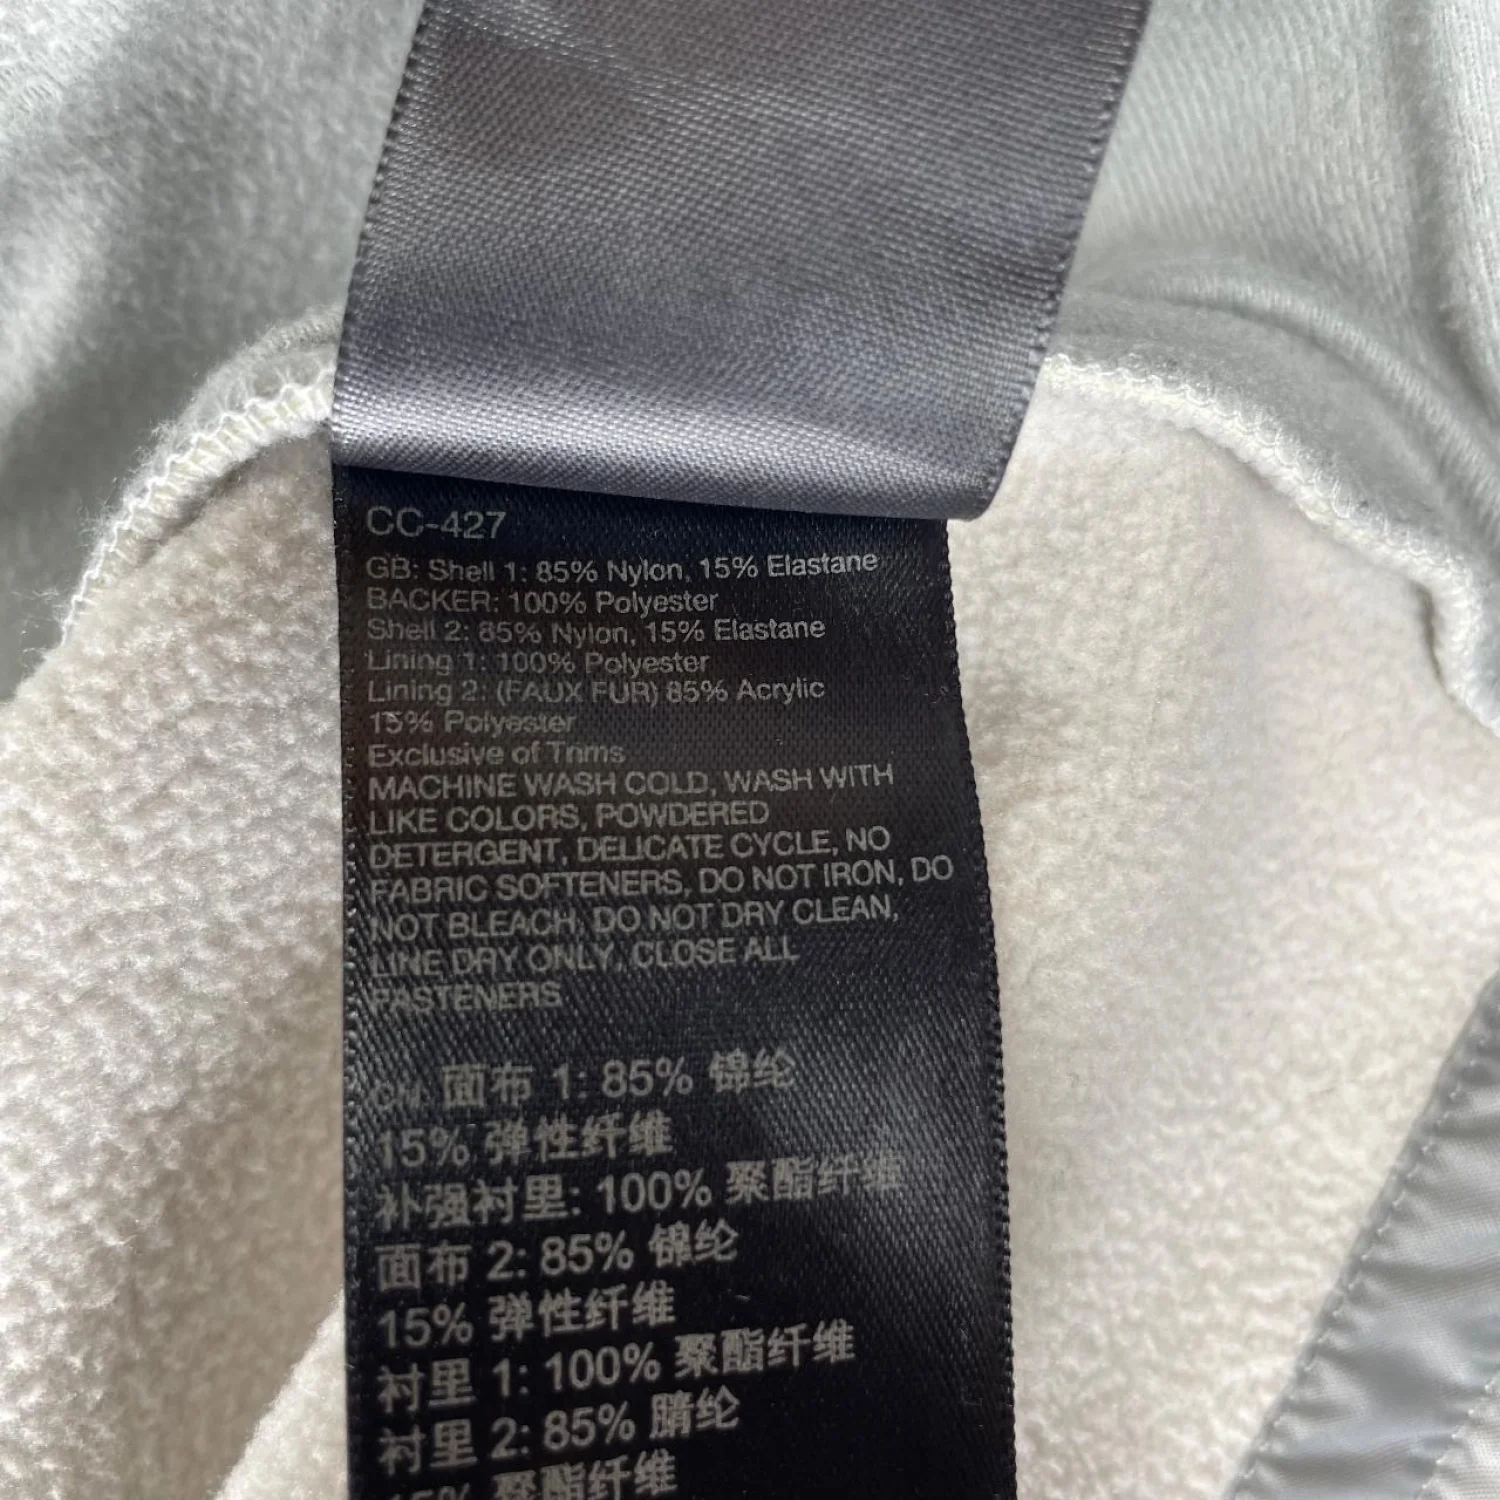 CC-427
GB: Shell 1: 85% Nylon, 15% Elastane
BACKER: 100% Polyester
Shell 2: 85% Nylon, 15% Elastane
Lining 1: 100% Polyester
Lining 2: (FAUX FUR) 85% Acrylic
15% Polyester
Exclusive of Trims
MACHINE WASH COLD, WASH WITH
LIKE COLORS, POWDERED
DETERGENT, DELICATE CYCLE, NO
FABRIC SOFTENERS, DO NOT IRON, DO
NOT BLEACH, DO NOT DRY CLEAN,
LINE DRY ONLY, CLOSE ALL
FASTENERS
CN: 面布 1: 85% 锦纶
15% 弹性纤维
补强衬里: 100% 聚酯纤维
面布 2: 85% 锦纶
15% 弹性纤维
衬里 1: 100% 聚酯纤维
衬里 2: 85% 腈纶
15% 聚酯纤维